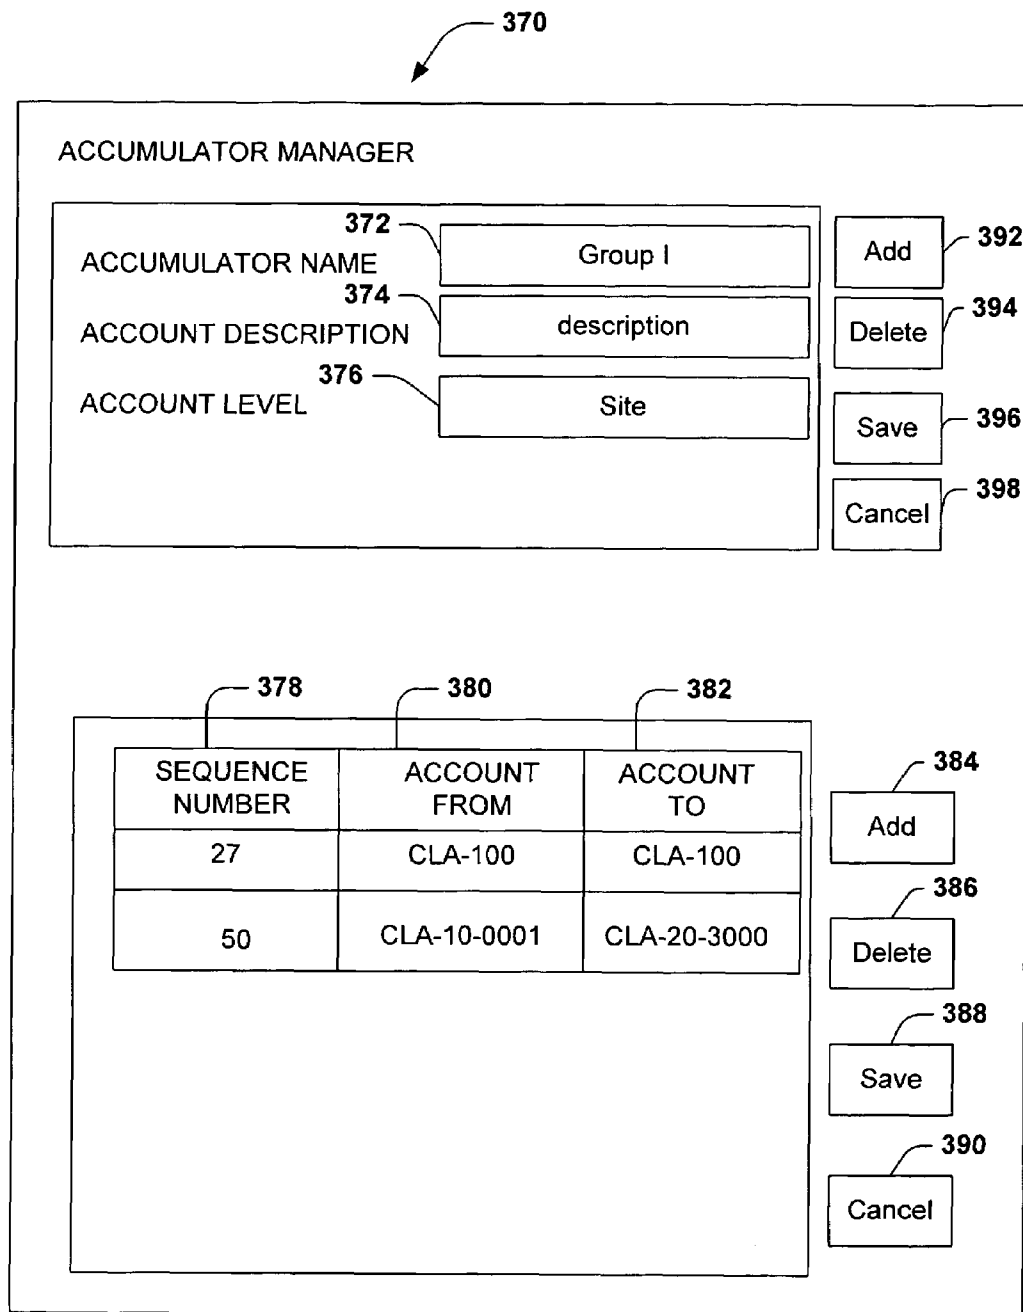 370
ACCUMULATOR MANAGER
372
ACCUMULATOR NAME
Group I
Add
392
374
ACCOUNT DESCRIPTION
description
Delete
394
376
ACCOUNT LEVEL
Site
Save
396
Cancel
398
378
380
382
SEQUENCE
NUMBER
ACCOUNT
FROM
ACCOUNT
TO
384
Add
27
CLA-100
CLA-100
386
Delete
50
CLA-10-0001
CLA-20-3000
388
Save
390
Cancel